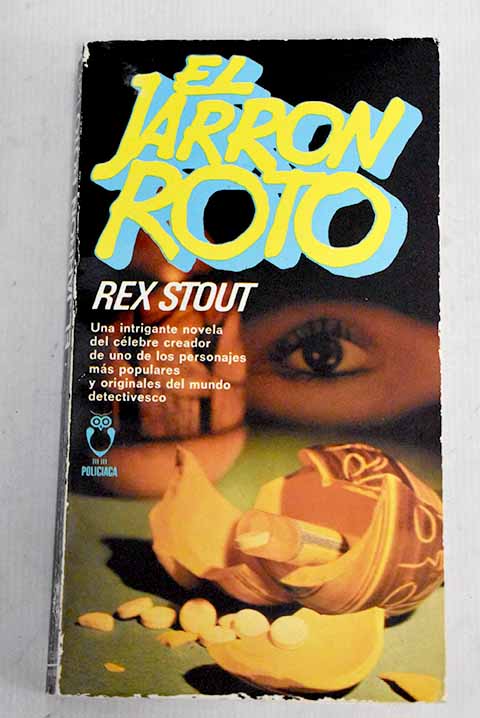 EL
JARRON
ROTO
REX STOUT
Una intrigante novela
del célebre creador
de uno de los personajes
más populares
y originales del mundo
detectivesco
POLICIACA